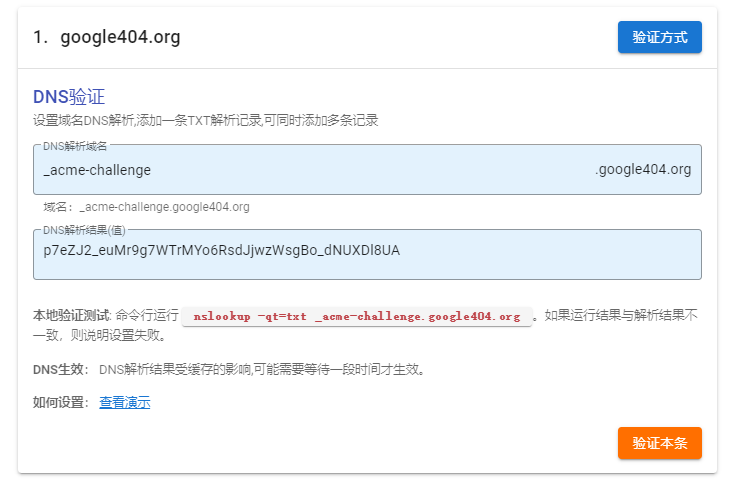 1. google404.org 验证方式
DNS验证
设置域名DNS解析,添加一条TXT解析记录,可同时添加多条记录
DNS解析域名
_acme-challenge .google404.org
域名：_acme-challenge.google404.org
DNS解析结果(值)
p7eZJ2_euMr9g7WTrMYo6RsdJjwzWsgBo_dNUXDl8UA
本地验证测试: 命令行运行 nslookup -qt=txt _acme-challenge.google404.org 。如果运行结果与解析结果不
一致，则说明设置失败。
DNS生效： DNS解析结果受缓存的影响,可能需要等待一段时间才生效。
如何设置： 查看演示
验证本条